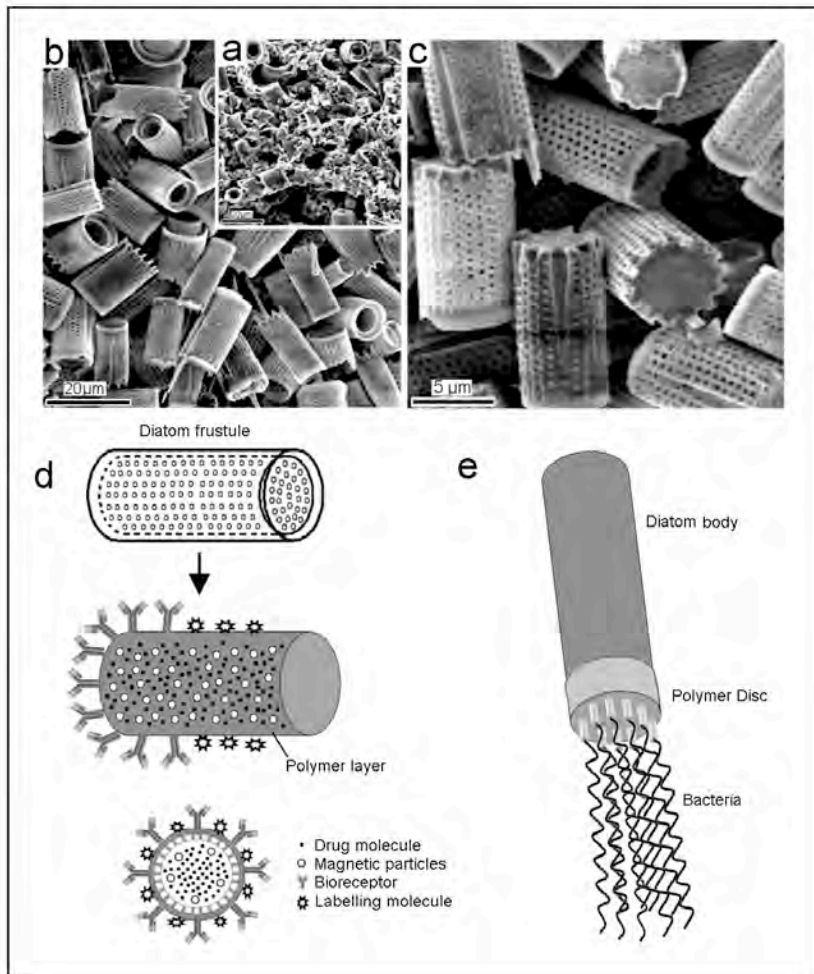 b
a
c
20μm
5 μm
Diatom frustule
d
e
Diatom body
Polymer layer
Polymer Disc
Bacteria
Drug molecule
Magnetic particles
Bioreceptor
Labelling molecule